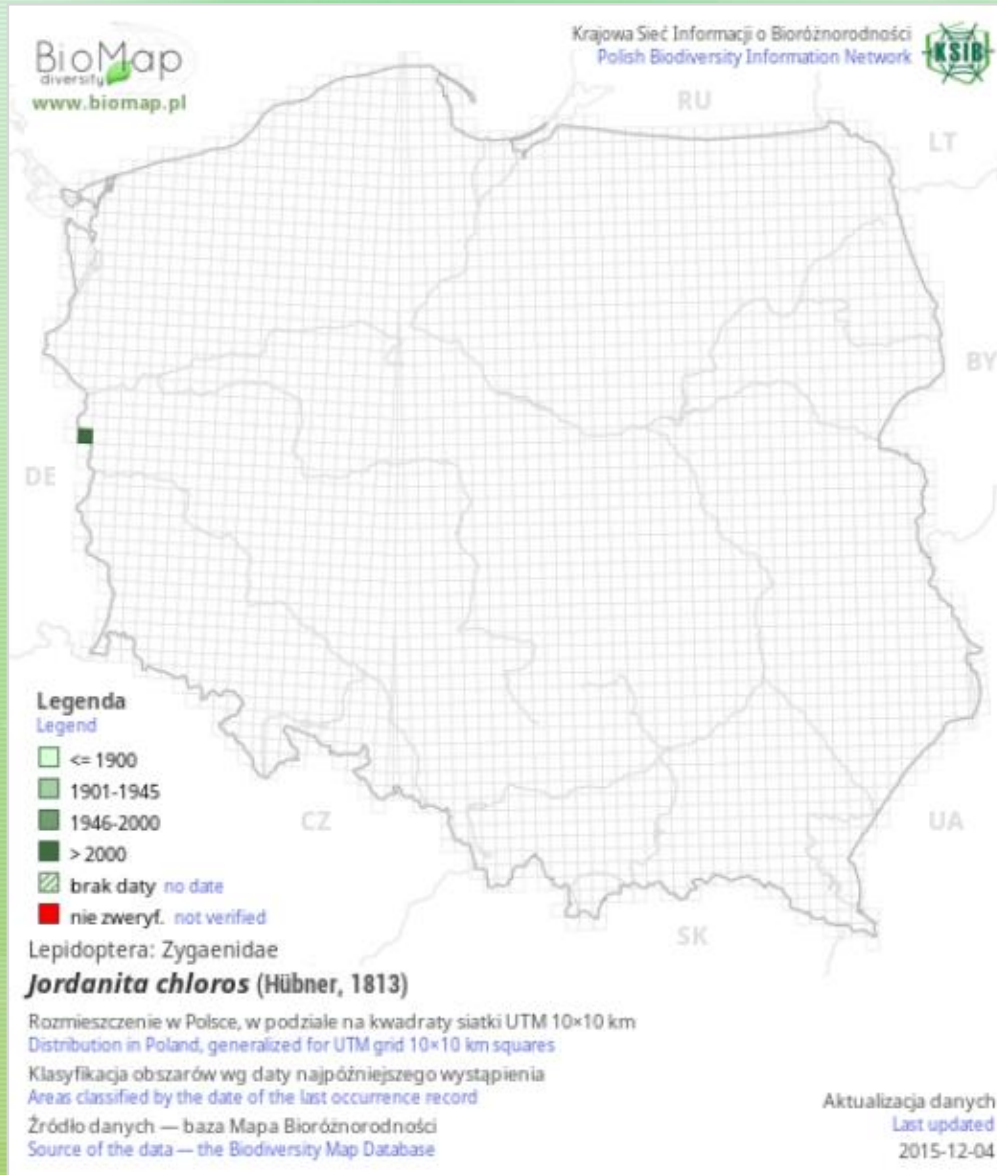 BioMap
diversity
www.biomap.pl
Krajowa Sieć Informacji o Bioróżnorodności
Polish Biodiversity Information Network
KSIB
RU
LT
BY
DE
Legenda
Legend
<= 1900
1901-1945
1946-2000
> 2000
brak daty no date
nie zweryf. not verified
CZ
UA
SK
Lepidoptera: Zygaenidae
Jordanita chloros (Hübner, 1813)
Rozmieszczenie w Polsce, w podziale na kwadraty siatki UTM 10×10 km
Distribution in Poland, generalized for UTM grid 10×10 km squares
Klasyfikacja obszarów wg daty najpóźniejszego wystąpienia
Areas classified by the date of the last occurrence record
Źródło danych — baza Mapa Bioróżnorodności
Source of the data — the Biodiversity Map Database
Aktualizacja danych
Last updated
2015-12-04